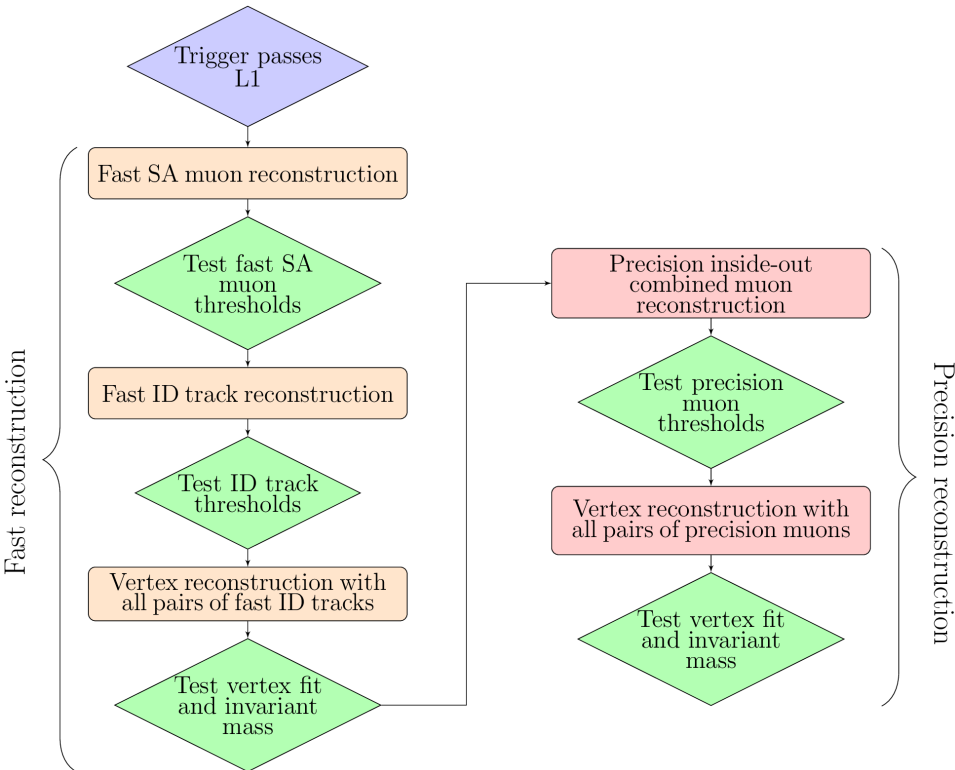 Trigger passes
L1
Fast SA muon reconstruction
Test fast SA
muon
thresholds
Fast ID track reconstruction
Test ID track
thresholds
Vertex reconstruction with
all pairs of fast ID tracks
Test vertex fit
and invariant
mass
Fast reconstruction
Precision inside-out
combined muon
reconstruction
Test precision
muon
thresholds
Vertex reconstruction with
all pairs of precision muons
Test vertex fit
and invariant
mass
Precision reconstruction